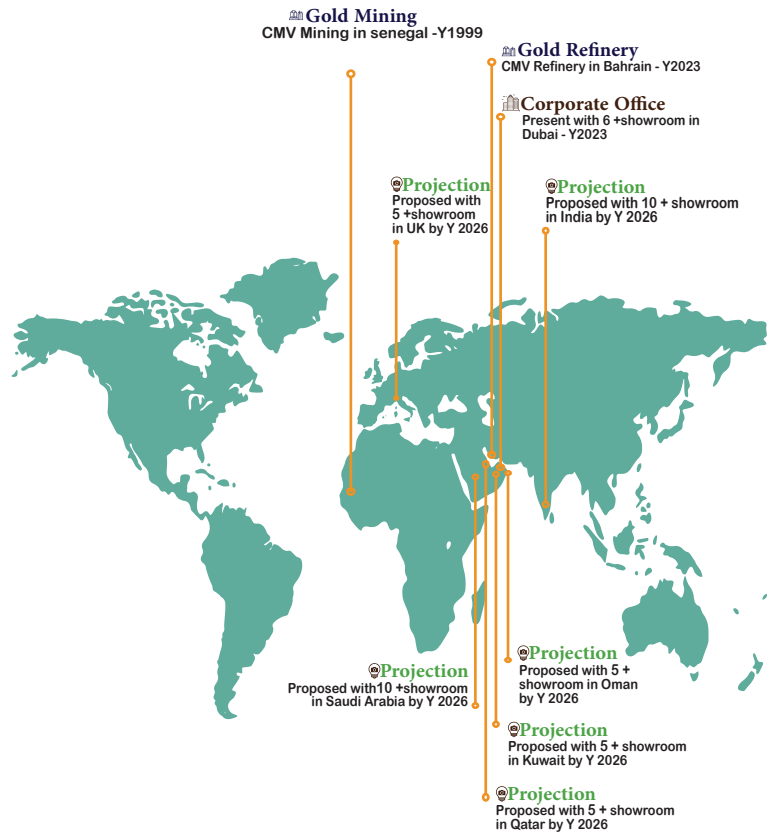 Gold Mining
CMV Mining in senegal -Y1999
Gold Refinery
CMV Refinery in Bahrain - Y2023
Corporate Office
Present with 6 +showroom in
Dubai - Y2023
Projection
Proposed with
5 +showroom
in UK by Y 2026
Projection
Proposed with 10 + showroom
in India by Y 2026
Projection
Proposed with 5 +
showroom in Oman
by Y 2026
Projection
Proposed with10 +showroom
in Saudi Arabia by Y 2026
Projection
Proposed with 5 + showroom
in Kuwait by Y 2026
Projection
Proposed with 5 + showroom
in Qatar by Y 2026